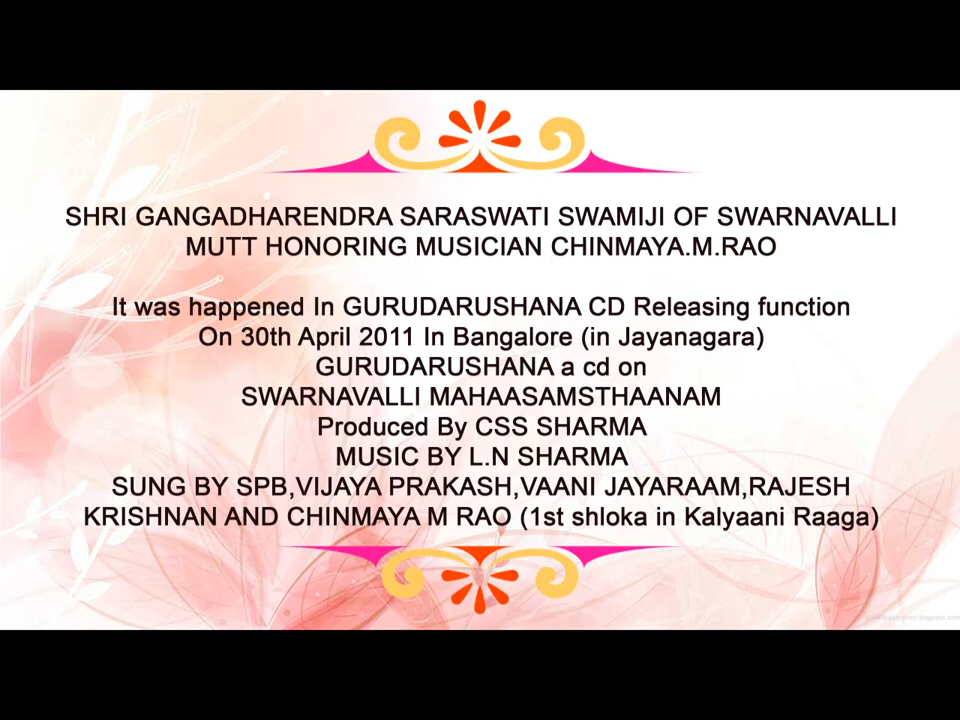 SHRI GANGADHARENDRA SARASWATI SWAMIJI OF SWARNAVALLI
MUTT HONORING MUSICIAN CHINMAYA.M.RAO
It was happened In GURUDARUSHANA CD Releasing function
On 30th April 2011 In Bangalore (in Jayanagara)
GURUDARUSHANA a cd on
SWARNAVALLI MAHAASAMSTHAANAM
Produced By CSS SHARMA
MUSIC BY L.N SHARMA
SUNG BY SPB,VIJAYA PRAKASH,VAANI JAYARAAM,RAJESH
KRISHNAN AND CHINMAYA M RAO (1st shloka in Kalyaani Raaga)